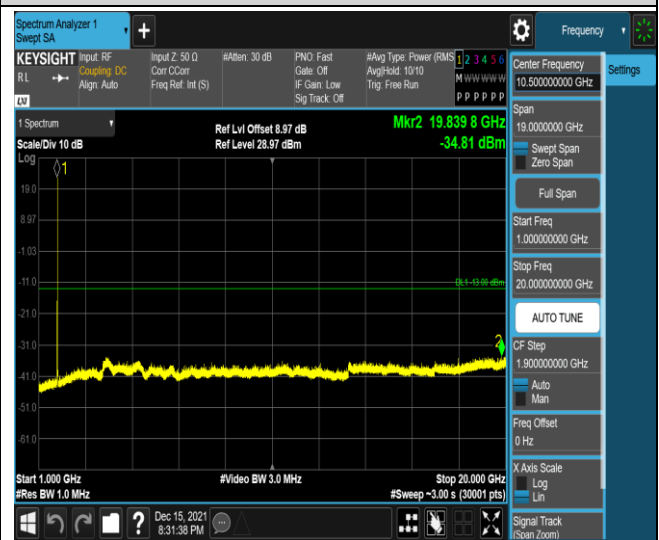 Spectrum Analyzer 1
Swept SA
+
Frequency
KEYSIGHT
RL
LXI
Input: RF
Coupling: DC
Align: Auto
Input Z: 50 Ω
Corr CCorr
Freq Ref: Int (S)
#Atten: 30 dB
PNO: Fast
Gate: Off
IF Gain: Low
Sig Track: Off
#Avg Type: Power (RMS
Avg|Hold: 10/10
Trig: Free Run
1 2 3 4 5 6
M W W W W W
P P P P P P
1 Spectrum
Scale/Div 10 dB
Log
Ref Lvl Offset 8.97 dB
Ref Level 28.97 dBm
Mkr2 19.839 8 GHz
-34.81 dBm
1
19.0
8.97
-1.03
-11.0
DL1 -13.00 dBm
-21.0
-31.0
2
-41.0
-51.0
-61.0
Start 1.000 GHz
#Res BW 1.0 MHz
#Video BW 3.0 MHz
Stop 20.000 GHz
#Sweep ~3.00 s (30001 pts)
?
Dec 15, 2021
8:31:38 PM
Center Frequency
10.500000000 GHz
Span
19.0000000 GHz
Swept Span
Zero Span
Full Span
Start Freq
1.000000000 GHz
Stop Freq
20.000000000 GHz
AUTO TUNE
CF Step
1.900000000 GHz
Auto
Man
Freq Offset
0 Hz
X Axis Scale
Log
Lin
Signal Track
(Span Zoom)
Settings